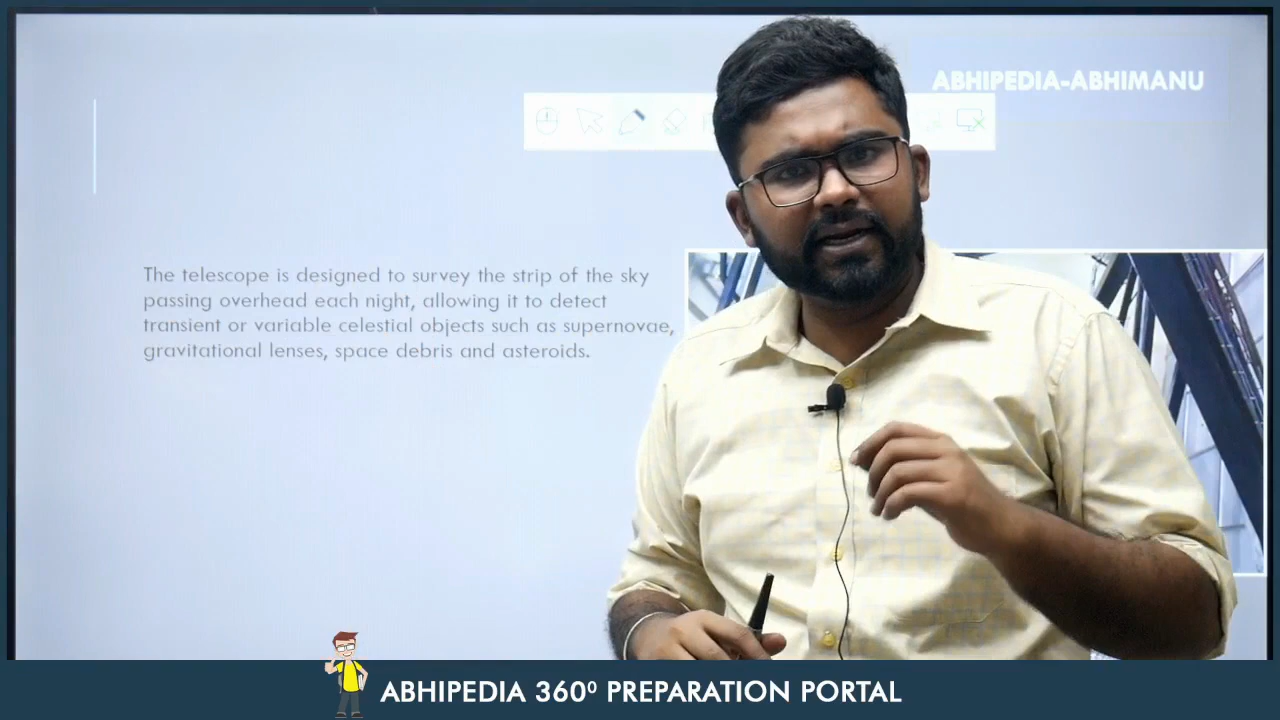 ABHIPEDIA-ABHIMANU
The telescope is designed to survey the strip of the sky
passing overhead each night, allowing it to detect
transient or variable celestial objects such as supernovae,
gravitational lenses, space debris and asteroids.
ABHIPEDIA 360⁰ PREPARATION PORTAL